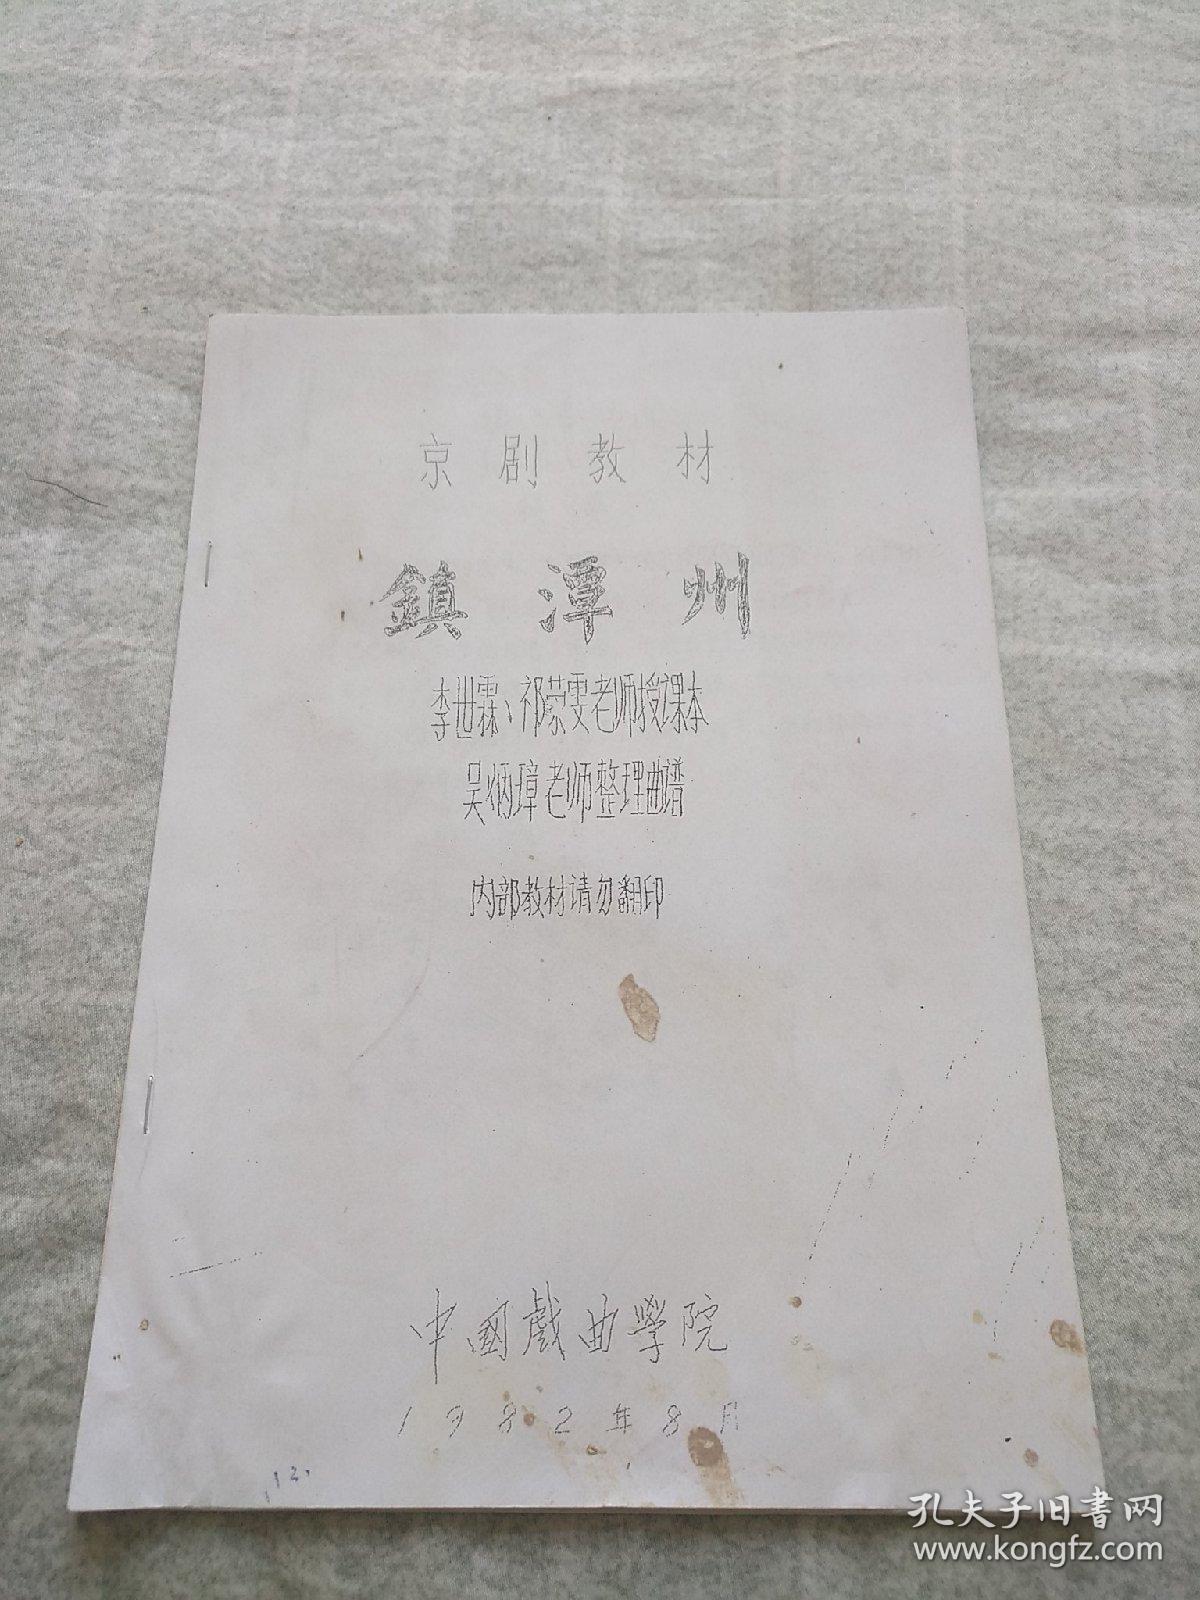 京剧教材
鎮潭州
李世霖、祁荣雯老师授课本
吴炳璋老师整理曲谱
内部教材请勿翻印
中國戲曲學院
1982年8月
12.
孔夫子旧书网
www.kongfz.com